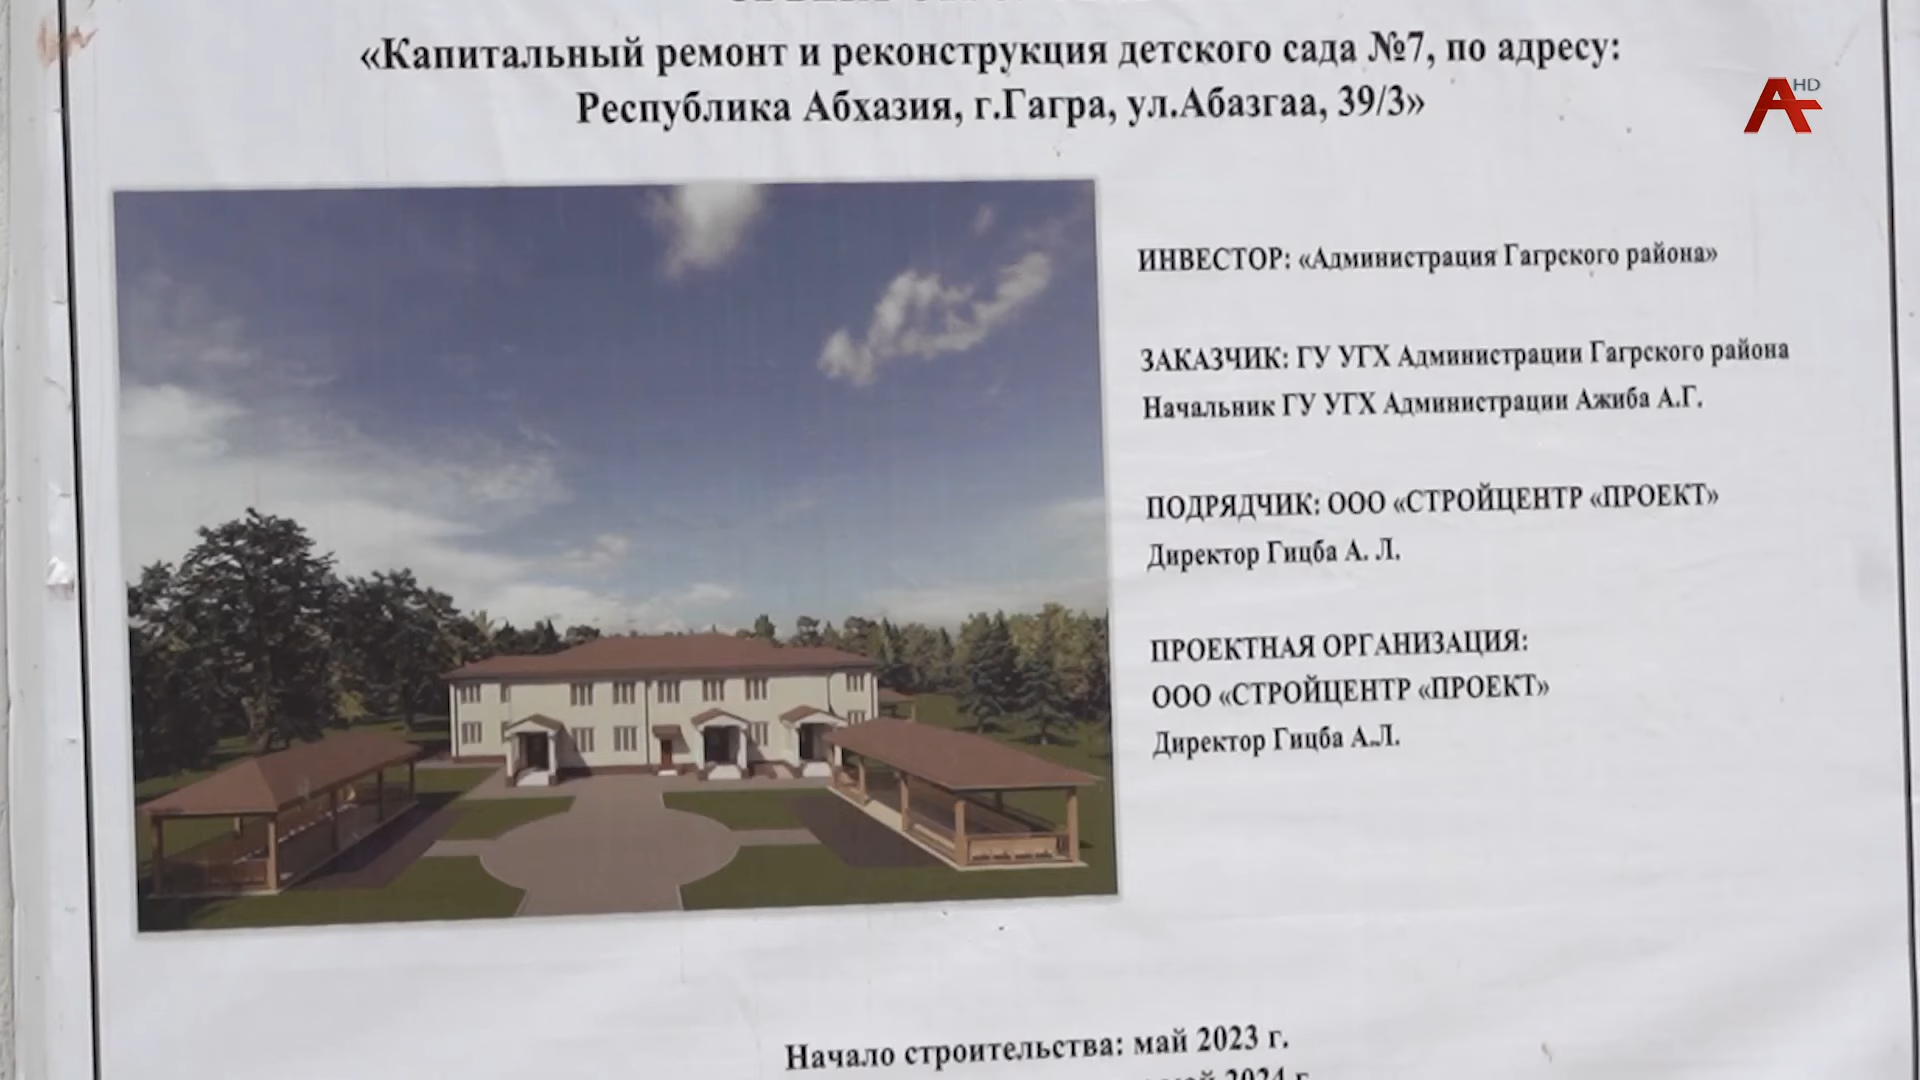 «Капитальный ремонт и реконструкция детского сада №7, по адресу:
Республика Абхазия, г.Гагра, ул.Абазгаа, 39/3»
HD
ИНВЕСТОР: «Администрация Гагрского района»
ЗАКАЗЧИК: ГУ УГХ Администрации Гагрского района
Начальник ГУ УГХ Администрации Ажиба А.Г.
ПОДРЯДЧИК: ООО «СТРОЙЦЕНТР «ПРОЕКТ»
Директор Гицба А. Л.
ПРОЕКТНАЯ ОРГАНИЗАЦИЯ:
ООО «СТРОЙЦЕНТР «ПРОЕКТ»
Директор Гицба А.Л.
Начало строительства: май 2023 г.
2024 г.